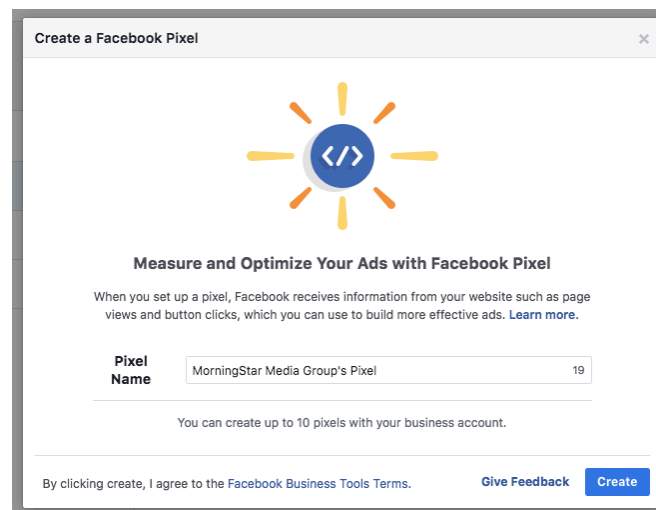 Create a Facebook Pixel
×
</>
Measure and Optimize Your Ads with Facebook Pixel
When you set up a pixel, Facebook receives information from your website such as page
views and button clicks, which you can use to build more effective ads. Learn more.
Pixel
Name
MorningStar Media Group's Pixel 19
You can create up to 10 pixels with your business account.
By clicking create, I agree to the Facebook Business Tools Terms. Give Feedback Create